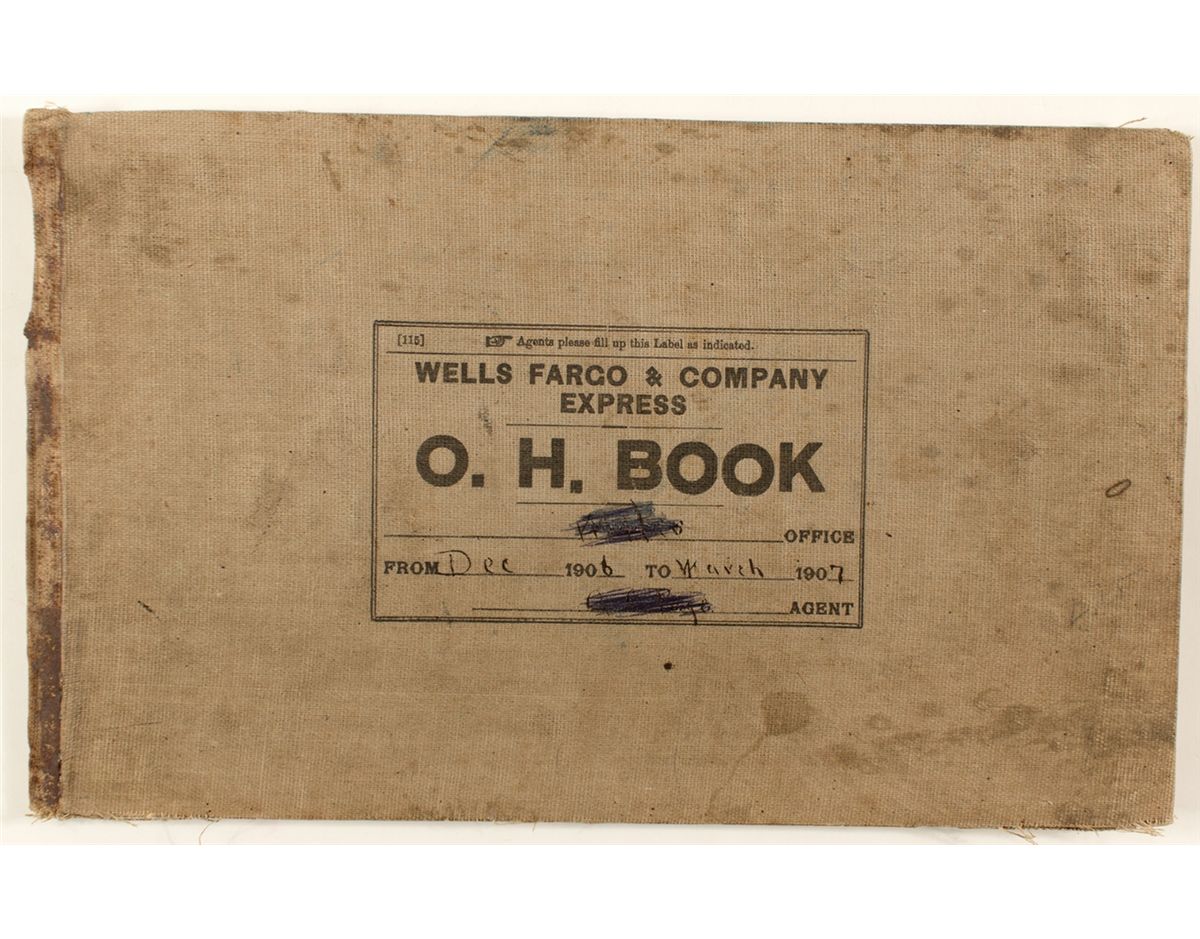 [115] ☞ Agents please fill up this Label as indicated.
WELLS FARGO & COMPANY
EXPRESS
O. H. BOOK
OFFICE
FROM Dec 1906 TO March 1907
AGENT